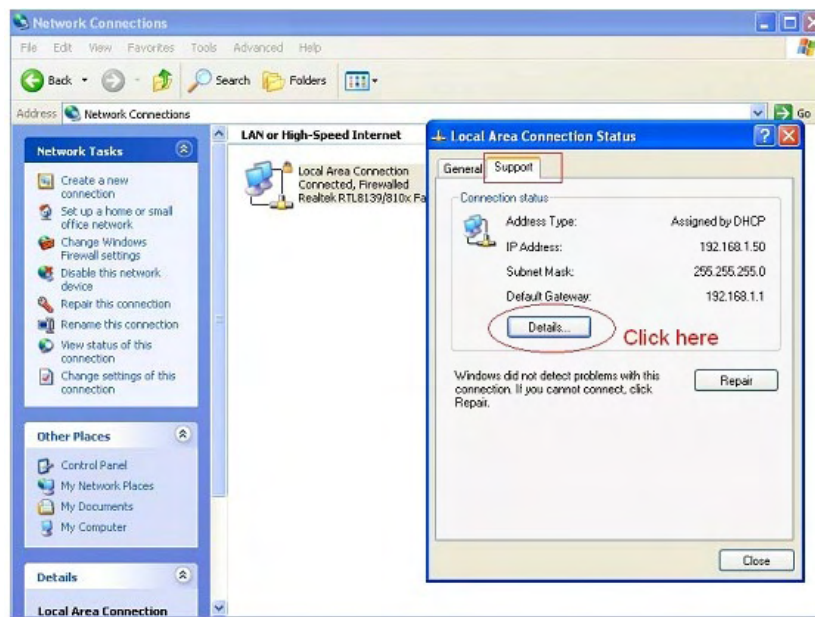 Network Connections
File Edit View Favorites Tools Advanced Help
Back Search Folders
Address Network Connections Go
Network Tasks
Create a new
connection
Set up a home or small
office network
Change Windows
Firewall settings
Disable this network
device
Repair this connection
Rename this connection
View status of this
connection
Change settings of this
connection
Other Places
Control Panel
My Network Places
My Documents
My Computer
Details
Local Area Connection
LAN or High-Speed Internet
Local Area Connection
Connected, Firewalled
Realtek RTL8139/810x Fa
Local Area Connection Status
General Support
Connection status
Address Type: Assigned by DHCP
IP Address: 192.168.1.50
Subnet Mask: 255.255.255.0
Default Gateway: 192.168.1.1
Details... Click here
Windows did not detect problems with this
connection. If you cannot connect, click
Repair.
Repair
Close